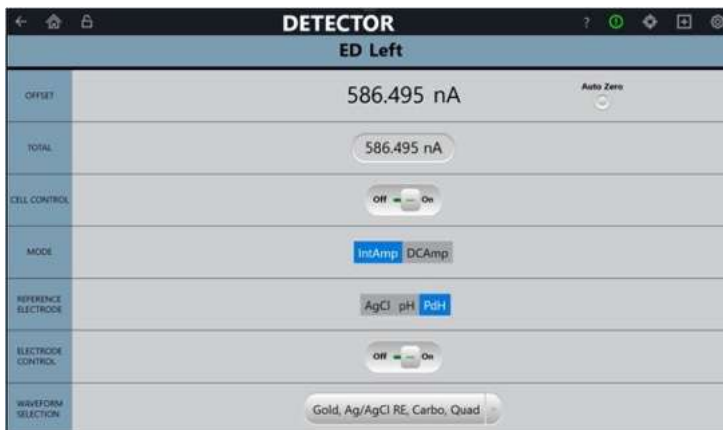 DETECTOR ?
ED Left
OFFSET 586.495 nA Auto Zero
TOTAL 586.495 nA
CELL CONTROL Off On
MODE IntAmp DCAmp
REFERENCE
ELECTRODE AgCl pH PdH
ELECTRODE
CONTROL Off On
WAVEFORM
SELECTION Gold, Ag/AgCl RE, Carbo, Quad